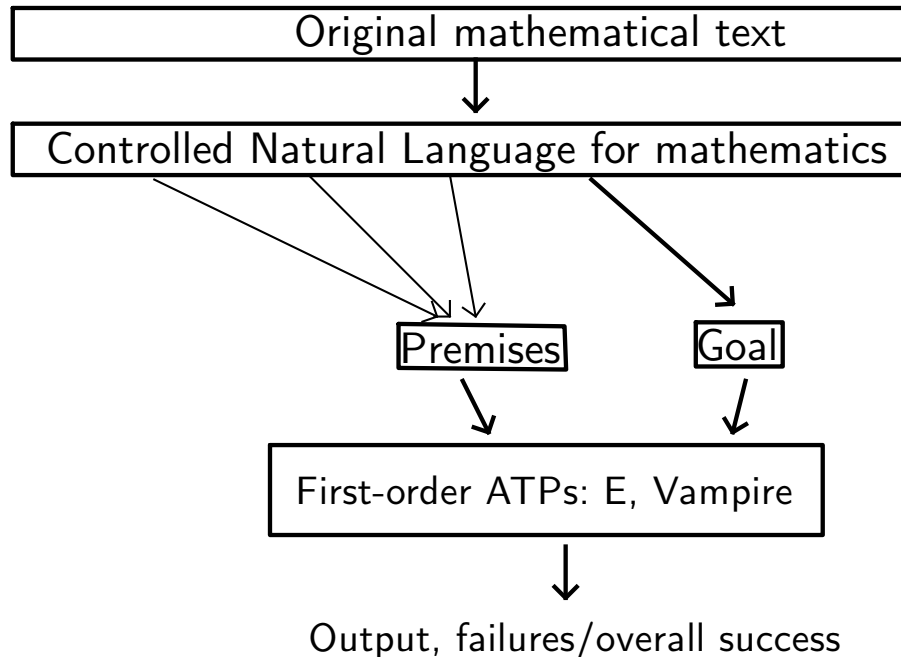 Original mathematical text
Controlled Natural Language for mathematics
Premises
Goal
First-order ATPs: E, Vampire
Output, failures/overall success